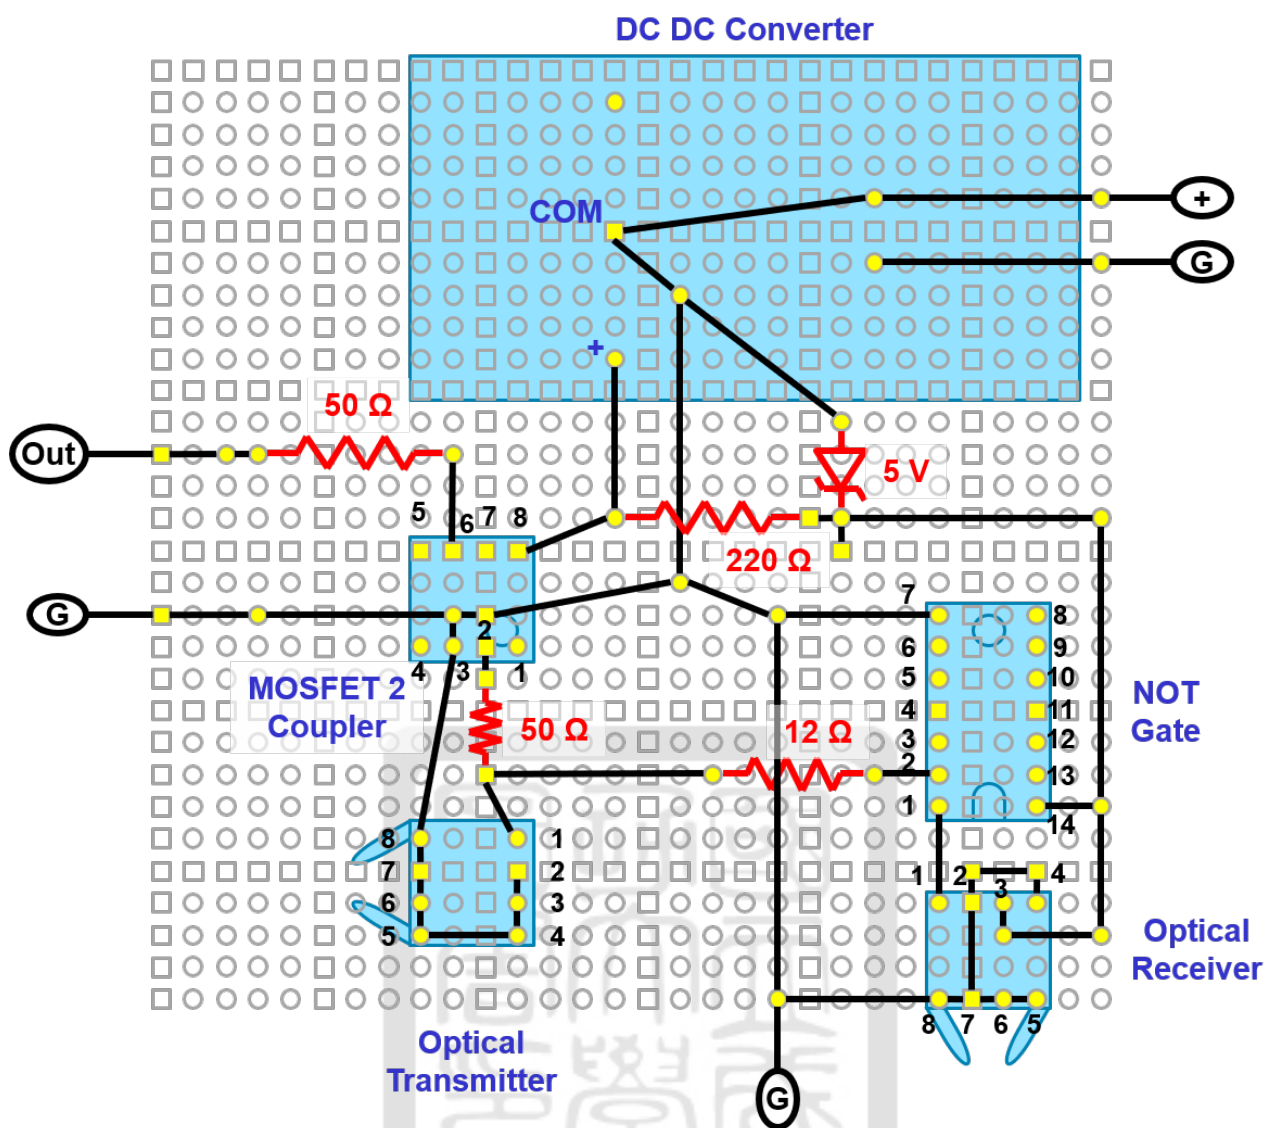 DC DC Converter
COM
+
+
G
50 Ω
Out
5 V
5
6
7
8
220 Ω
G
7
8
2
6
9
4
3
1
5
10
MOSFET 2
Coupler
4
11
NOT
Gate
50 Ω
12 Ω
3
12
2
13
1
14
8
1
7
2
1
2
3
4
6
3
5
4
Optical
Receiver
8
7
6
5
Optical
Transmitter
G